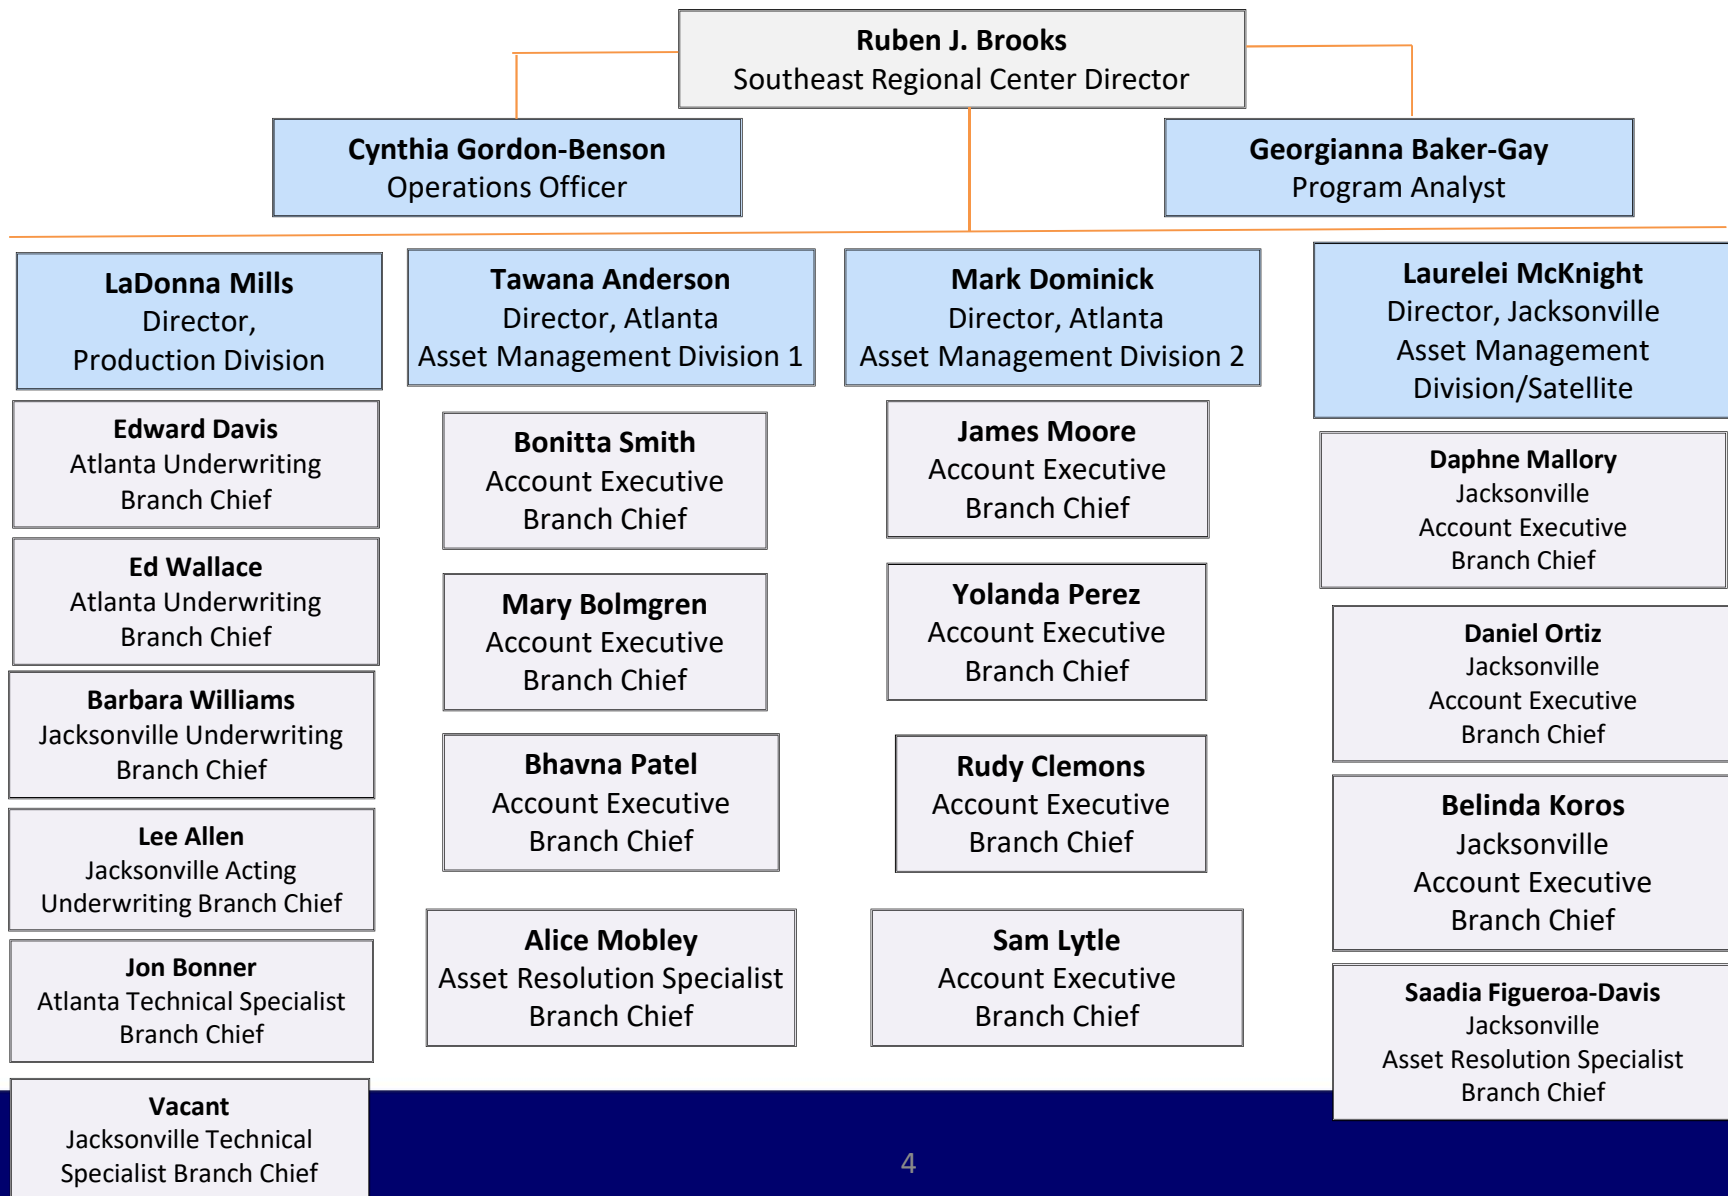 Ruben J. Brooks
Southeast Regional Center Director
Cynthia Gordon-Benson
Operations Officer
Georgianna Baker-Gay
Program Analyst
LaDonna Mills
Director,
Production Division
Edward Davis
Atlanta Underwriting
Branch Chief
Ed Wallace
Atlanta Underwriting
Branch Chief
Barbara Williams
Jacksonville Underwriting
Branch Chief
Lee Allen
Jacksonville Acting
Underwriting Branch Chief
Jon Bonner
Atlanta Technical Specialist
Branch Chief
Vacant
Jacksonville Technical
Specialist Branch Chief
Tawana Anderson
Director, Atlanta
Asset Management Division 1
Bonitta Smith
Account Executive
Branch Chief
Mary Bolmgren
Account Executive
Branch Chief
Bhavna Patel
Account Executive
Branch Chief
Alice Mobley
Asset Resolution Specialist
Branch Chief
Mark Dominick
Director, Atlanta
Asset Management Division 2
James Moore
Account Executive
Branch Chief
Yolanda Perez
Account Executive
Branch Chief
Rudy Clemons
Account Executive
Branch Chief
Sam Lytle
Account Executive
Branch Chief
Laurelei McKnight
Director, Jacksonville
Asset Management
Division/Satellite
Daphne Mallory
Jacksonville
Account Executive
Branch Chief
Daniel Ortiz
Jacksonville
Account Executive
Branch Chief
Belinda Koros
Jacksonville
Account Executive
Branch Chief
Saadia Figueroa-Davis
Jacksonville
Asset Resolution Specialist
Branch Chief
4